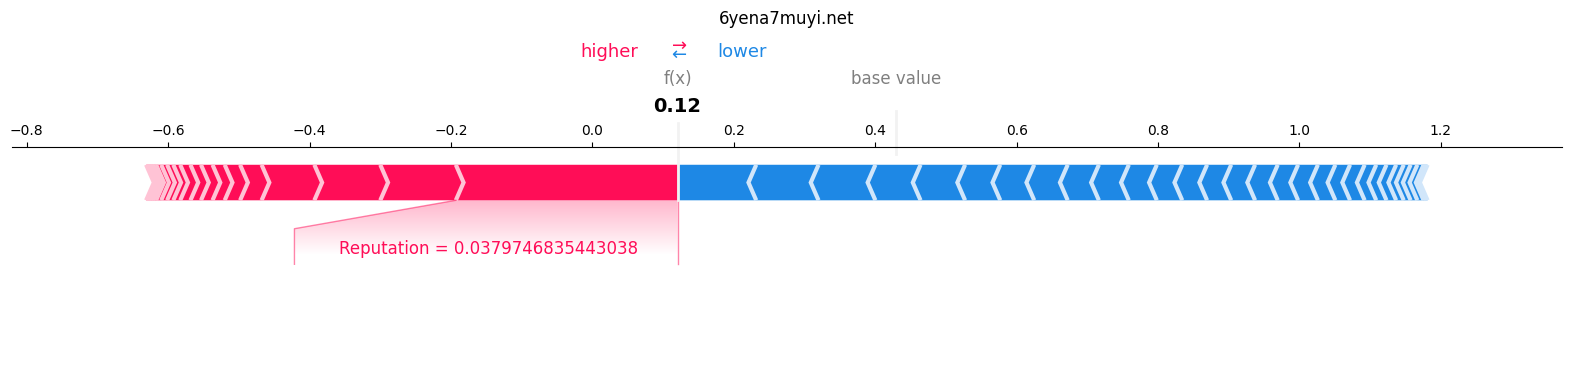 6yena7muyi.net
higher ⇄ lower
f(x) base value
0.12
−0.8 −0.6 −0.4 −0.2 0.0 0.2 0.4 0.6 0.8 1.0 1.2
Reputation = 0.0379746835443038